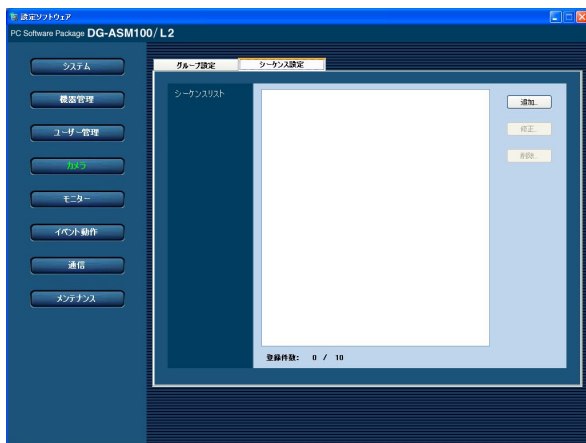 設定ソフトウェア
PC Software Package DG-ASM100/L2
システム
機器管理
ユーザー管理
カメラ
モニター
イベント動作
通信
メンテナンス
グループ設定 シーケンス設定
シーケンスリスト
追加...
修正...
削除...
登録件数: 0 / 10